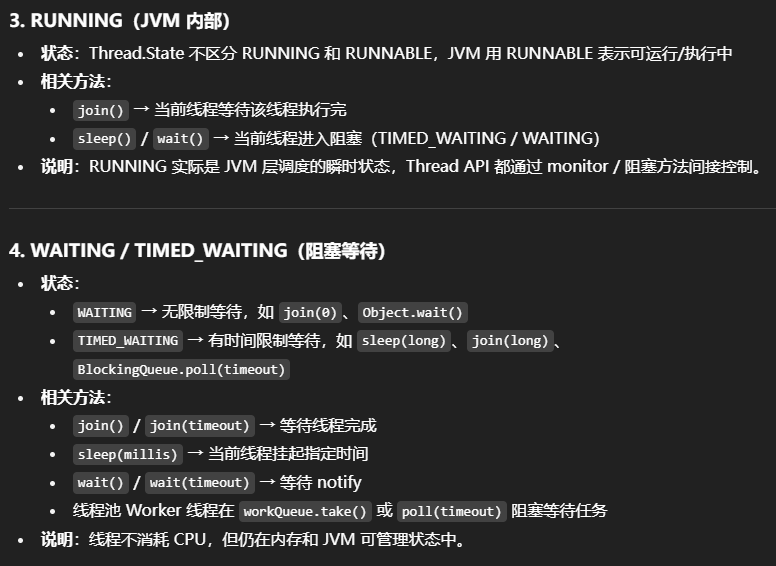 3. RUNNING（JVM 内部）
• 状态：Thread.State 不区分 RUNNING 和 RUNNABLE，JVM 用 RUNNABLE 表示可运行/执行中
• 相关方法：
• join() → 当前线程等待该线程执行完
• sleep() / wait() → 当前线程进入阻塞（TIMED_WAITING / WAITING）
• 说明：RUNNING 实际是 JVM 层调度的瞬时状态，Thread API 都通过 monitor / 阻塞方法间接控制。
4. WAITING / TIMED_WAITING（阻塞等待）
• 状态：
• WAITING → 无限制等待，如 join(0)、Object.wait()
• TIMED_WAITING → 有时间限制等待，如 sleep(long)、join(long)、
BlockingQueue.poll(timeout)
• 相关方法：
• join() / join(timeout) → 等待线程完成
• sleep(millis) → 当前线程挂起指定时间
• wait() / wait(timeout) → 等待 notify
• 线程池 Worker 线程在 workQueue.take() 或 poll(timeout) 阻塞等待任务
• 说明：线程不消耗 CPU，但仍在内存和 JVM 可管理状态中。